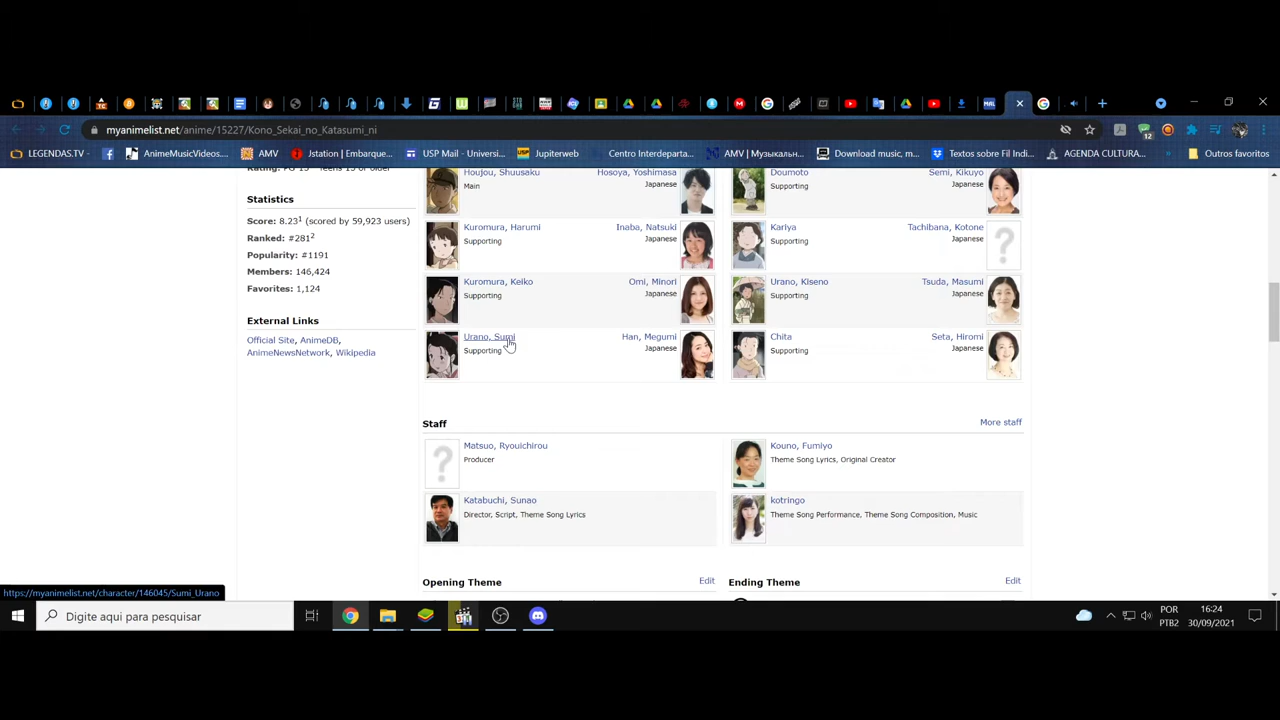 myanimelist.net/anime/15227/Kono_Sekai_no_Katasumi_ni
LEGENDAS.TV -
AnimeMusicVideos...
AMV
Jstation | Embarque...
USP Mail - Universi...
Jupiterweb
Centro Interdeparta...
AMV | Музыкальн...
Download music, m...
Textos sobre Fil Indi...
AGENDA CULTURA...
Outros favoritos
Statistics
Score: 8.23¹ (scored by 59,923 users)
Ranked: #281²
Popularity: #1191
Members: 146,424
Favorites: 1,124
External Links
Official Site, AnimeDB,
AnimeNewsNetwork, Wikipedia
Houjou, Shuusaku
Main
Hosoya, Yoshimasa
Japanese
Doumoto
Supporting
Semi, Kikuyo
Japanese
Kuromura, Harumi
Supporting
Inaba, Natsuki
Japanese
Kariya
Supporting
Tachibana, Kotone
Japanese
Kuromura, Keiko
Supporting
Omi, Minori
Japanese
Urano, Kiseno
Supporting
Tsuda, Masumi
Japanese
Urano, Sumi
Supporting
Han, Megumi
Japanese
Chita
Supporting
Seta, Hiromi
Japanese
Staff
More staff
Matsuo, Ryouichirou
Producer
Kouno, Fumiyo
Theme Song Lyrics, Original Creator
Katabuchi, Sunao
Director, Script, Theme Song Lyrics
kotringo
Theme Song Performance, Theme Song Composition, Music
Opening Theme
Edit
Ending Theme
Edit
https://myanimelist.net/character/146045/Sumi_Urano
Digite aqui para pesquisar
POR
PTB2
16:24
30/09/2021